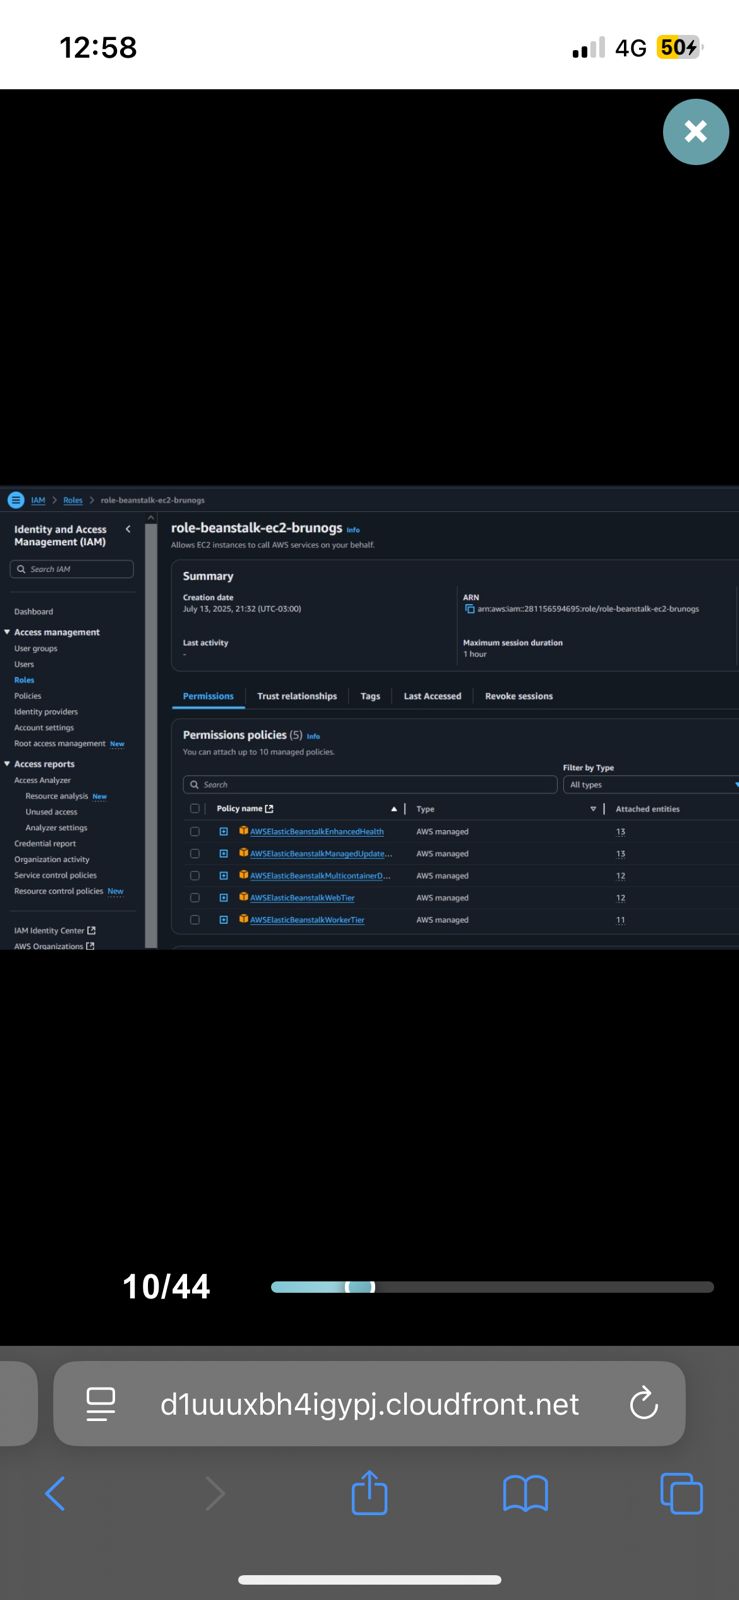 12:58
4G 50
IAM > Roles > role-beanstalk-ec2-brunogs
Identity and Access
Management (IAM)
Search IAM
Dashboard
Access management
User groups
Users
Roles
Policies
Identity providers
Account settings
Root access management New
Access reports
Access Analyzer
Resource analysis New
Unused access
Analyzer settings
Credential report
Organization activity
Service control policies
Resource control policies New
IAM Identity Center
AWS Organizations
role-beanstalk-ec2-brunogs Info
Allows EC2 instances to call AWS services on your behalf.
Summary
Creation date
July 13, 2025, 21:32 (UTC-03:00)
ARN
arn:aws:iam::281156594695:role/role-beanstalk-ec2-brunogs
Last activity
-
Maximum session duration
1 hour
Permissions Trust relationships Tags Last Accessed Revoke sessions
Permissions policies (5) Info
You can attach up to 10 managed policies.
Filter by Type
Search All types
Policy name Type Attached entities
AWSElasticBeanstalkEnhancedHealth AWS managed 13
AWSElasticBeanstalkManagedUpdate... AWS managed 13
AWSElasticBeanstalkMulticontainerD... AWS managed 12
AWSElasticBeanstalkWebTier AWS managed 12
AWSElasticBeanstalkWorkerTier AWS managed 11
10/44
d1uuuxbh4igypj.cloudfront.net